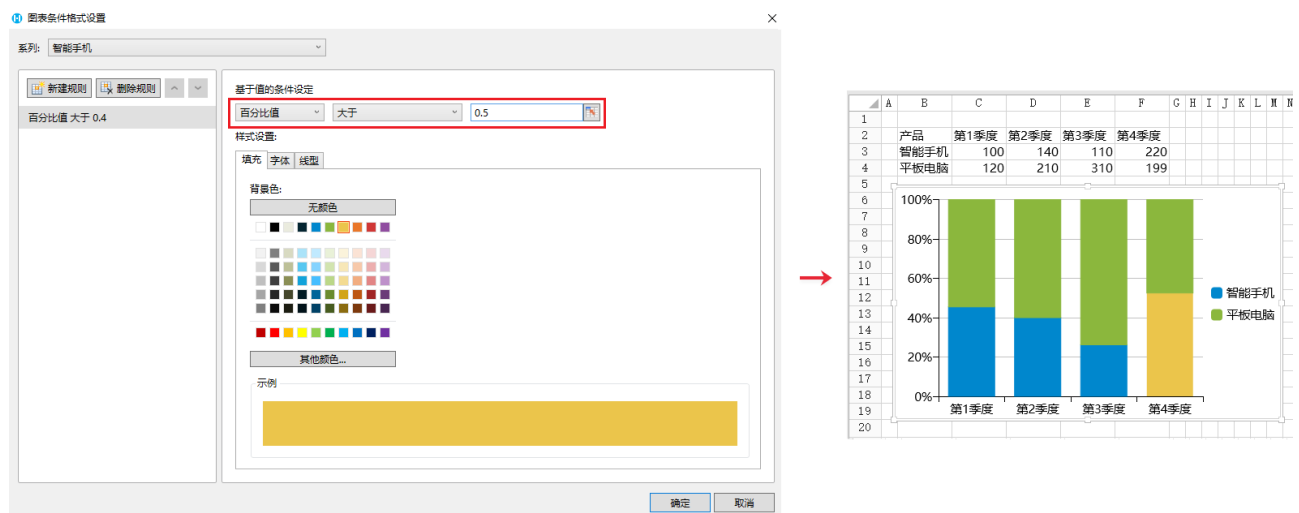 图表条件格式设置
系列: 智能手机
新建规则 删除规则
百分比值 大于 0.4
基于值的条件设定
百分比值 大于 0.5
样式设置:
填充 字体 线型
背景色:
无颜色
其他颜色...
示例
确定 取消
A B C D E F G H I J K L M N
1
2 产品 第1季度 第2季度 第3季度 第4季度
3 智能手机 100 140 110 220
4 平板电脑 120 210 310 199
5
6
7
8
9
10
11
12
13
14
15
16
17
18
19
20
100%
80%
60%
40%
20%
0%
智能手机
平板电脑
第1季度 第2季度 第3季度 第4季度